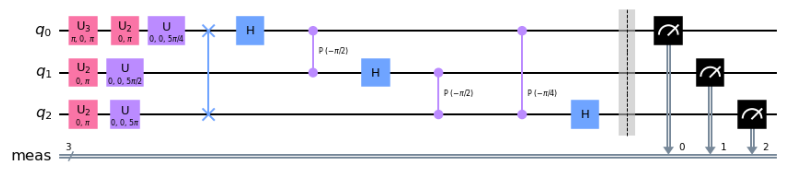 q0 U3 π, 0, π U2 0, π U 0, 0, 5π/4 H
P (−π/2)
q1 U2 0, π U 0, 0, 5π/2 H
P (−π/2) P (−π/4)
q2 U2 0, π U 0, 0, 5π H
meas 3 0 1 2